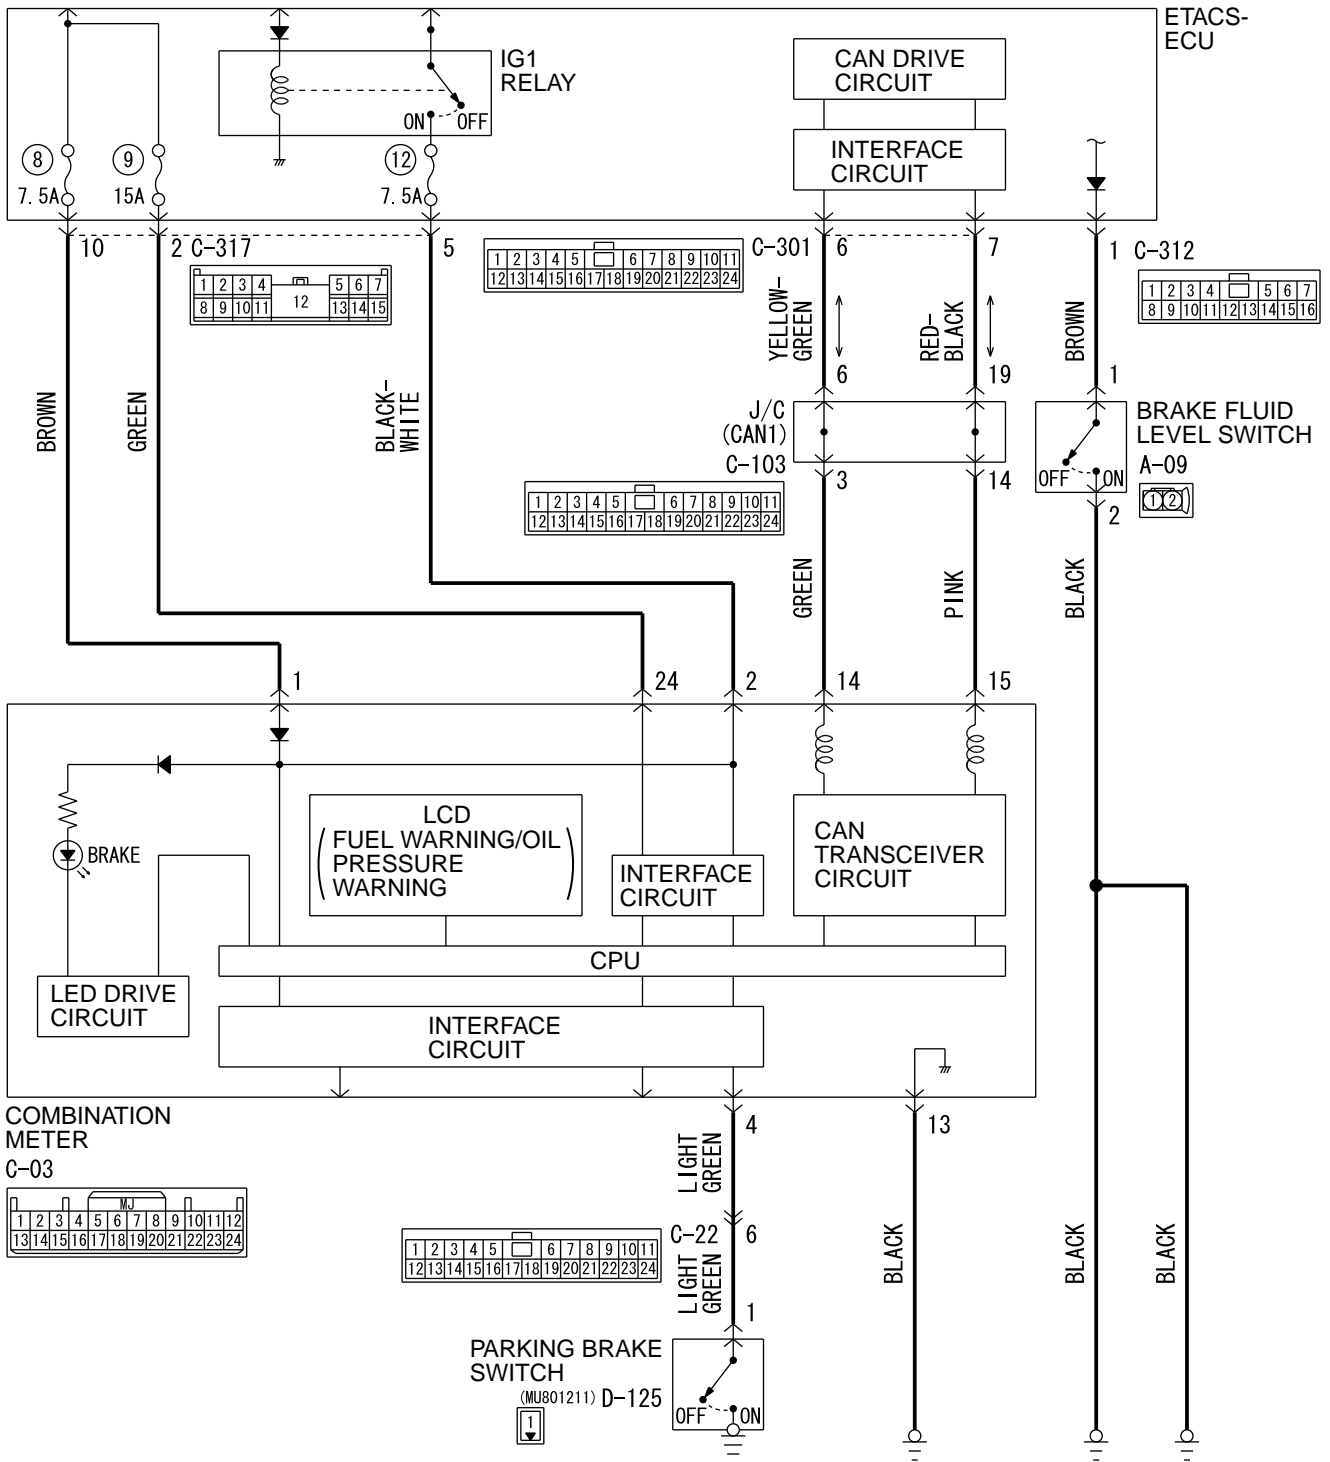 ETACS-
ECU
IG1
RELAY
ON
OFF
CAN DRIVE
CIRCUIT
INTERFACE
CIRCUIT
8
7.5A
9
15A
12
7.5A
10
2
C-317
5
C-301
6
7
1
C-312
1 2 3 4 5 6 7
8 9 10 11 12 13 14 15
1 2 3 4 5 6 7 8 9 10 11
12 13 14 15 16 17 18 19 20 21 22 23 24
1 2 3 4 5 6 7
8 9 10 11 12 13 14 15 16
BROWN
GREEN
BLACK-
WHITE
YELLOW-
GREEN
RED-
BLACK
BROWN
6
19
1
J/C
(CAN1)
C-103
3
14
BRAKE FLUID
LEVEL SWITCH
A-09
OFF
ON
1 2
2
1 2 3 4 5 6 7 8 9 10 11
12 13 14 15 16 17 18 19 20 21 22 23 24
GREEN
PINK
BLACK
1
24
2
14
15
BRAKE
LCD
FUEL WARNING/OIL
PRESSURE
WARNING
INTERFACE
CIRCUIT
CAN
TRANSCEIVER
CIRCUIT
CPU
LED DRIVE
CIRCUIT
INTERFACE
CIRCUIT
COMBINATION
METER
C-03
MJ
1 2 3 4 5 6 7 8 9 10 11 12
13 14 15 16 17 18 19 20 21 22 23 24
4
13
LIGHT
GREEN
C-22
6
1 2 3 4 5 6 7 8 9 10 11
12 13 14 15 16 17 18 19 20 21 22 23 24
LIGHT
GREEN
1
BLACK
BLACK
BLACK
PARKING BRAKE
SWITCH
(MU801211) D-125
1
OFF
ON